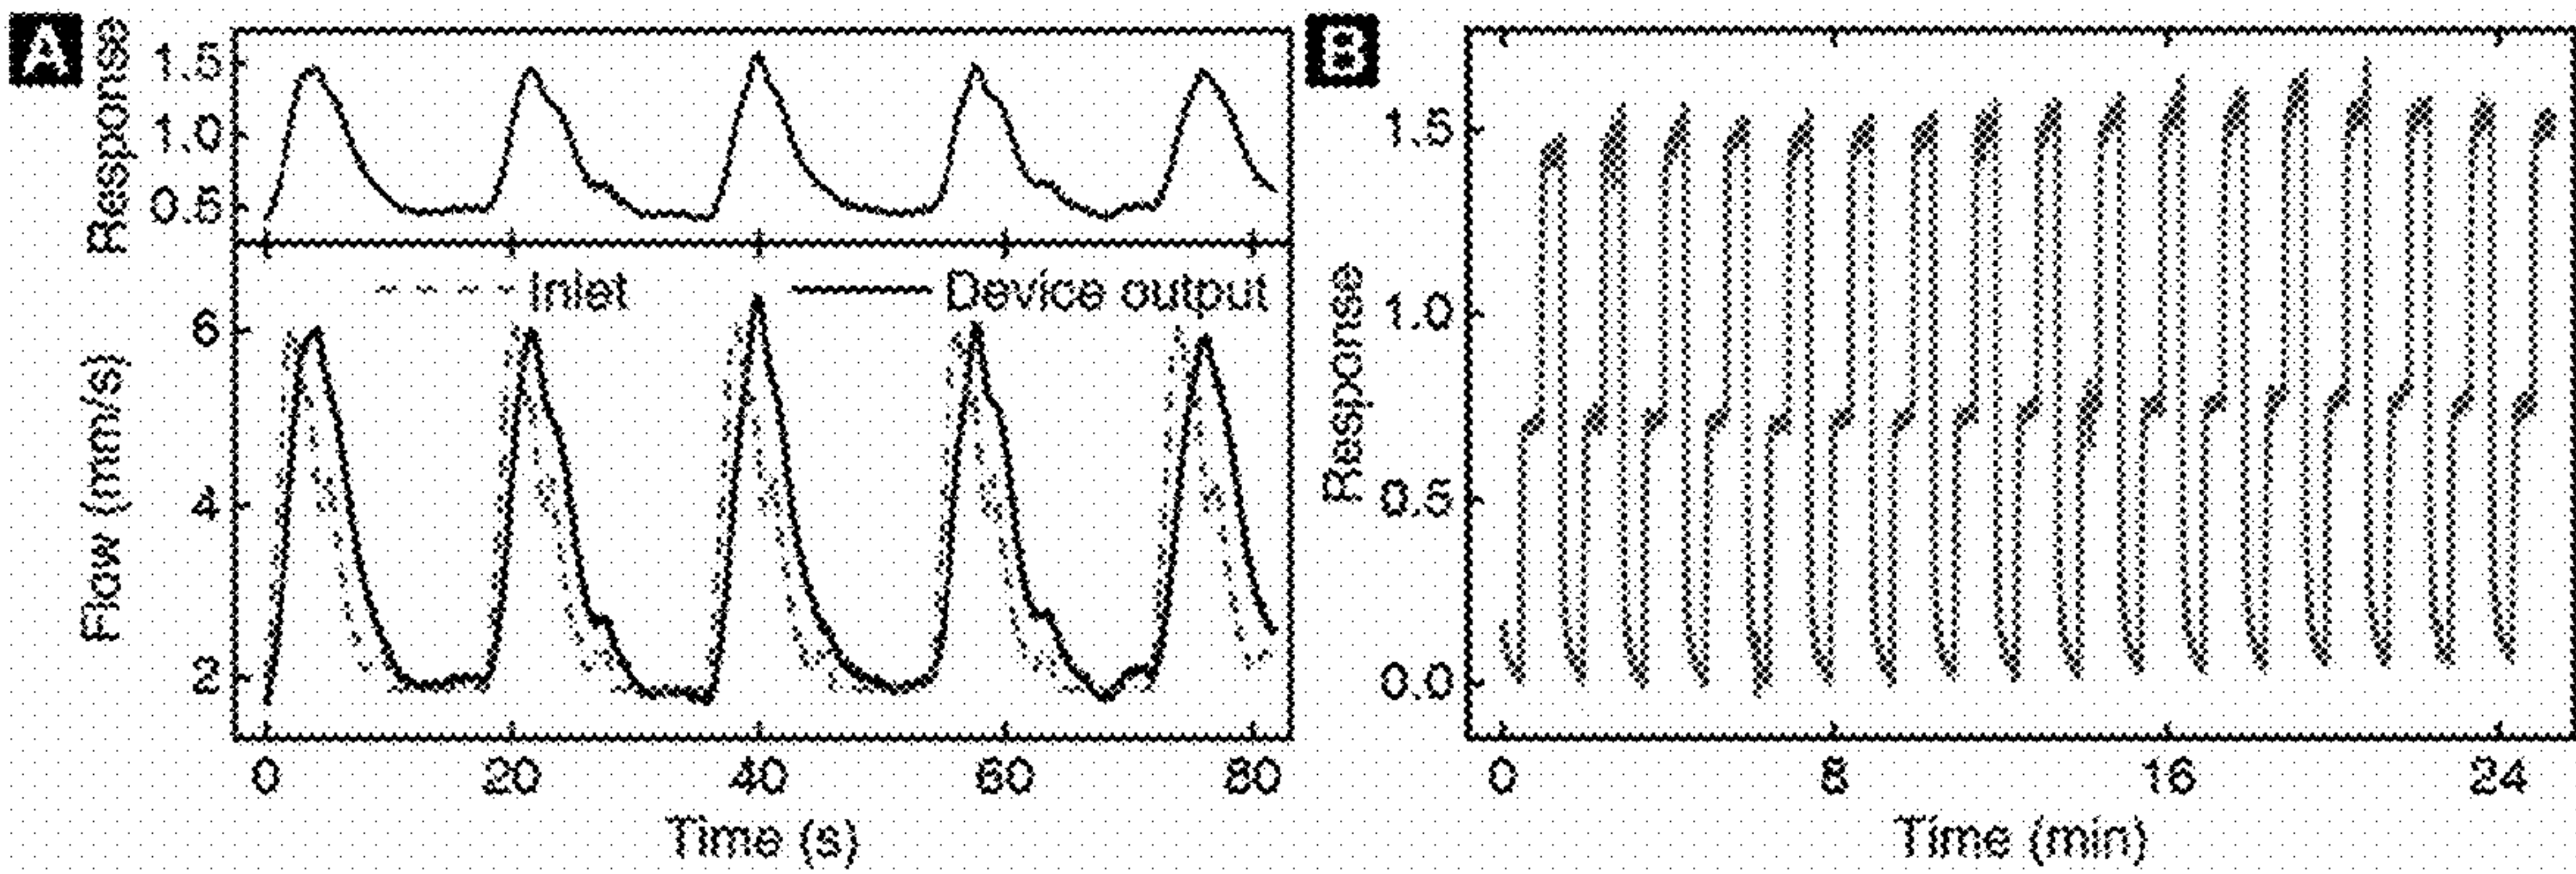 A
Response
1.5
1.0
0.5
Inlet
Device output
Flow (mm/s)
6
4
2
0 20 40 60 80
Time (s)
B
Response
1.5
1.0
0.5
0.0
0 8 16 24
Time (min)